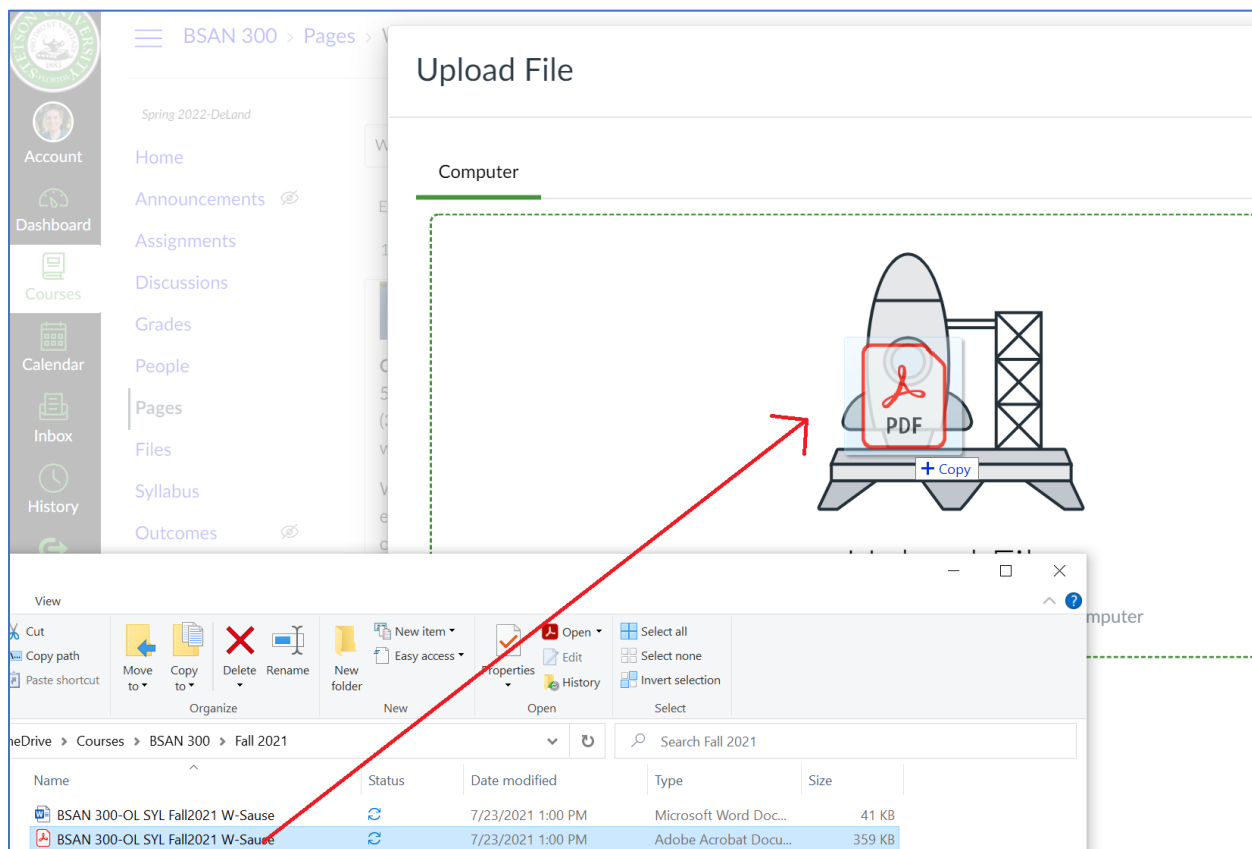 STETSON UNIVERSITY
1883
FLORIDA
BSAN 300 > Pages >
Upload File
Spring 2022-DeLand
Account
Home
Computer
Announcements
Dashboard
Assignments
Discussions
Courses
Grades
Calendar
People
Pages
PDF
Inbox
Files
+ Copy
Syllabus
History
Outcomes
View
mputer
Cut
Copy path
Paste shortcut
Move to
Copy to
Delete
Rename
New folder
New item
Easy access
Properties
Open
Edit
History
Select all
Select none
Invert selection
Organize
New
Open
Select
neDrive > Courses > BSAN 300 > Fall 2021
Search Fall 2021
Name
Status
Date modified
Type
Size
BSAN 300-OL SYL Fall2021 W-Sause
7/23/2021 1:00 PM
Microsoft Word Doc...
41 KB
BSAN 300-OL SYL Fall2021 W-Sause
7/23/2021 1:00 PM
Adobe Acrobat Docu...
359 KB